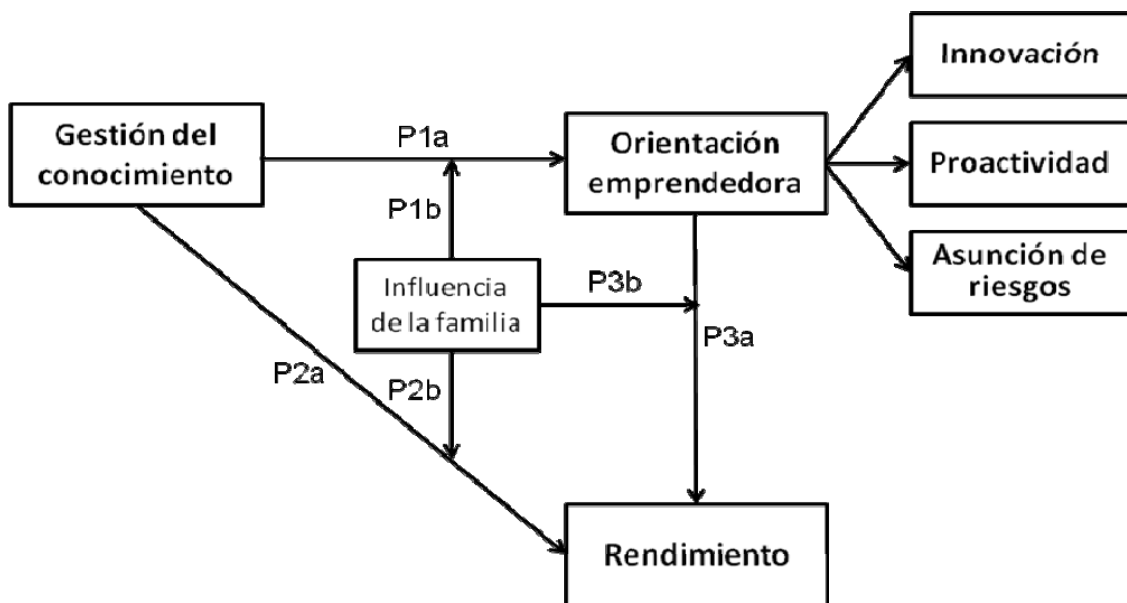 Innovación
Gestión del
conocimiento
P1a
Orientación
emprendedora
Proactividad
P1b
Asunción de
riesgos
Influencia
de la familia
P3b
P3a
P2a
P2b
Rendimiento